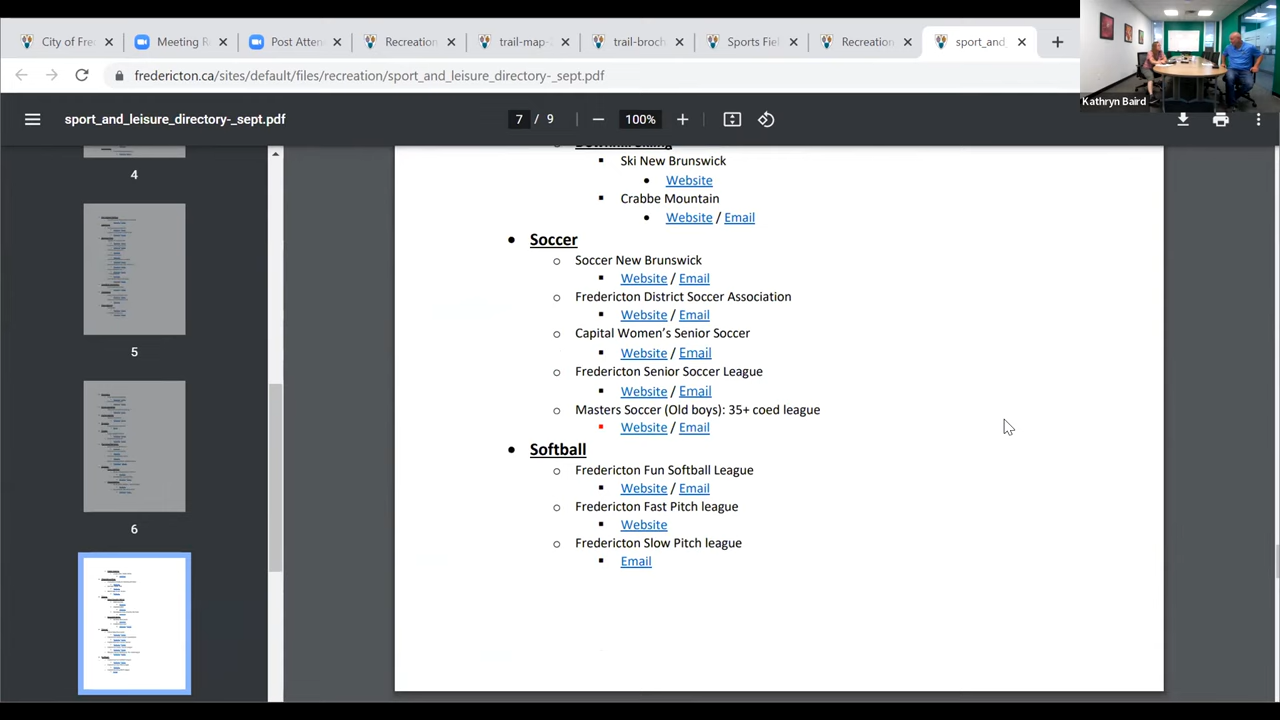 City of Fre
Meeting R
Post Atten
Recreation
trail-map
trail-broch
Sports Fiel
Recreation
sport_and_
fredericton.ca/sites/default/files/recreation/sport_and_leisure_directory-_sept.pdf
Kathryn Baird
sport_and_leisure_directory-_sept.pdf
7 / 9
100%
Ski New Brunswick
Website
Crabbe Mountain
Website / Email
Soccer
Soccer New Brunswick
Website / Email
Fredericton District Soccer Association
Website / Email
Capital Women's Senior Soccer
Website / Email
Fredericton Senior Soccer League
Website / Email
Masters Soccer (Old boys): 35+ coed league
Website / Email
Softball
Fredericton Fun Softball League
Website / Email
Fredericton Fast Pitch league
Website
Fredericton Slow Pitch league
Email
4
5
6